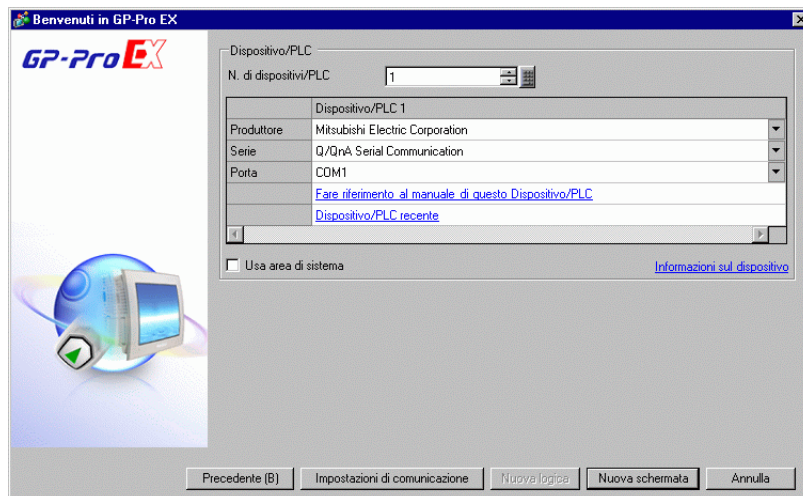 Benvenuti in GP-Pro EX
GP-Pro EX
Dispositivo/PLC
N. di dispositivi/PLC
1
Dispositivo/PLC 1
Produttore Mitsubishi Electric Corporation
Serie Q/QnA Serial Communication
Porta COM1
Fare riferimento al manuale di questo Dispositivo/PLC
Dispositivo/PLC recente
Usa area di sistema
Informazioni sul dispositivo
Precedente (B) Impostazioni di comunicazione Nuova logica Nuova schermata Annulla